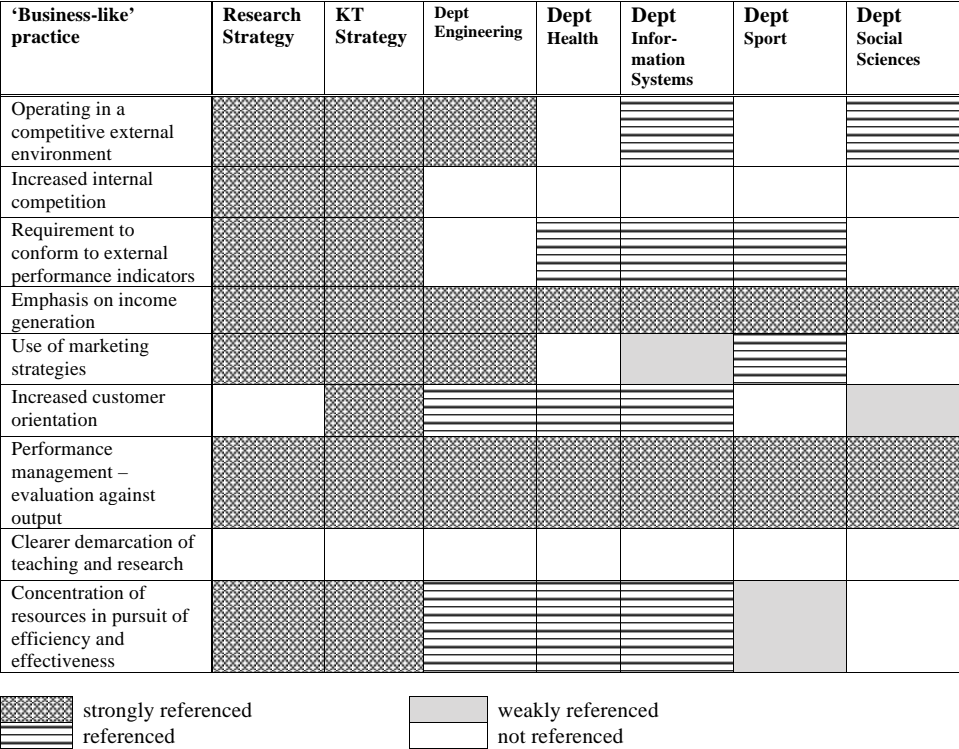 ‘Business-like’
practice
Research
Strategy
KT
Strategy
Dept
Engineering
Dept
Health
Dept
Infor-
mation
Systems
Dept
Sport
Dept
Social
Sciences
Operating in a
competitive external
environment
Increased internal
competition
Requirement to
conform to external
performance indicators
Emphasis on income
generation
Use of marketing
strategies
Increased customer
orientation
Performance
management –
evaluation against
output
Clearer demarcation of
teaching and research
Concentration of
resources in pursuit of
efficiency and
effectiveness
strongly referenced
referenced
weakly referenced
not referenced